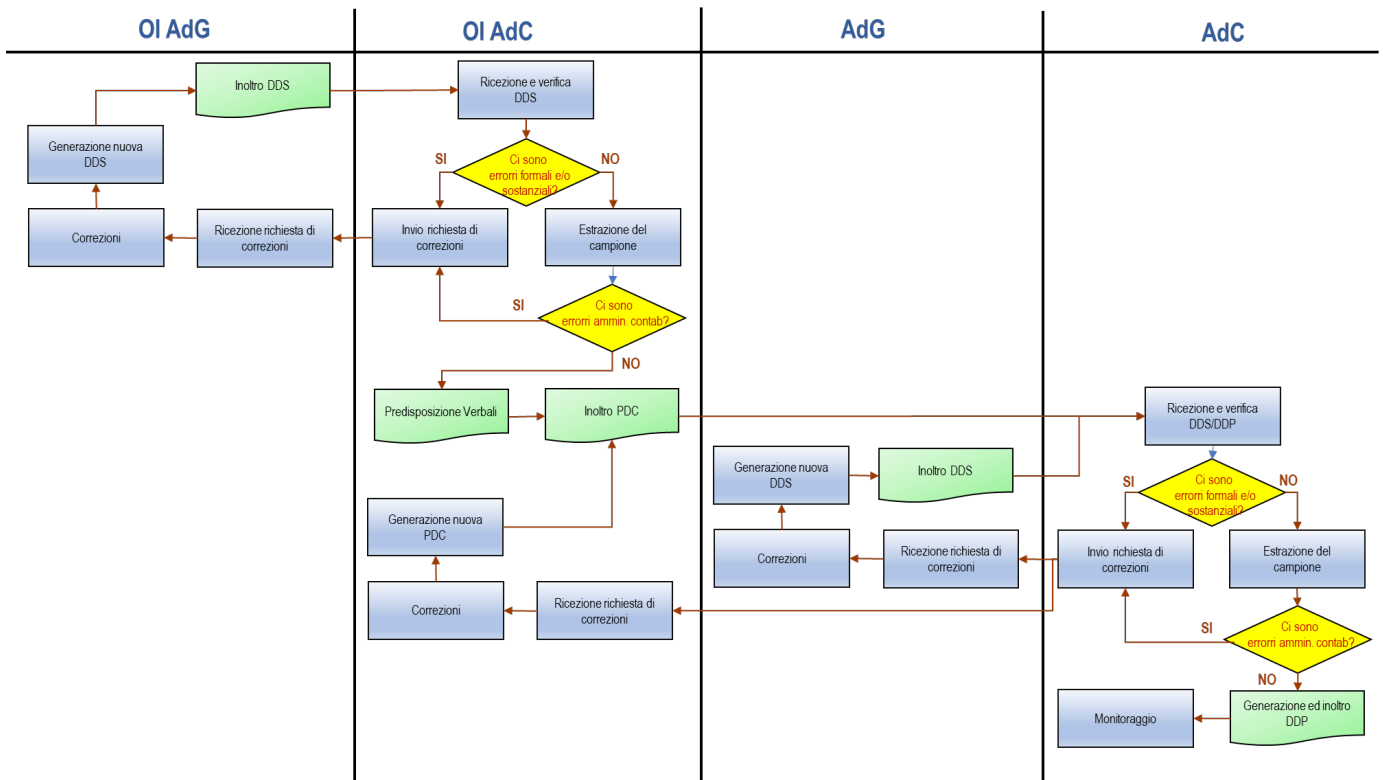 OI AdG
OI AdC
AdG
AdC
Inoltro DDS
Ricezione e verifica
DDS
Generazione nuova
DDS
SI
Ci sono
errorri formali e/o
sostanziali?
NO
Correzioni
Ricezione richiesta di
correzioni
Invio richiesta di
correzioni
Estrazione del
campione
SI
Ci sono
errorri ammin. contab?
NO
Predisposizione Verbali
Inoltro PDC
Ricezione e verifica
DDS/DDP
Generazione nuova
DDS
Inoltro DDS
SI
Ci sono
errorri formali e/o
sostanziali?
NO
Generazione nuova
PDC
Correzioni
Ricezione richiesta di
correzioni
Invio richiesta di
correzioni
Estrazione del
campione
Correzioni
Ricezione richiesta di
correzioni
SI
Ci sono
errorri ammin. contab?
NO
Monitoraggio
Generazione ed inoltro
DDP